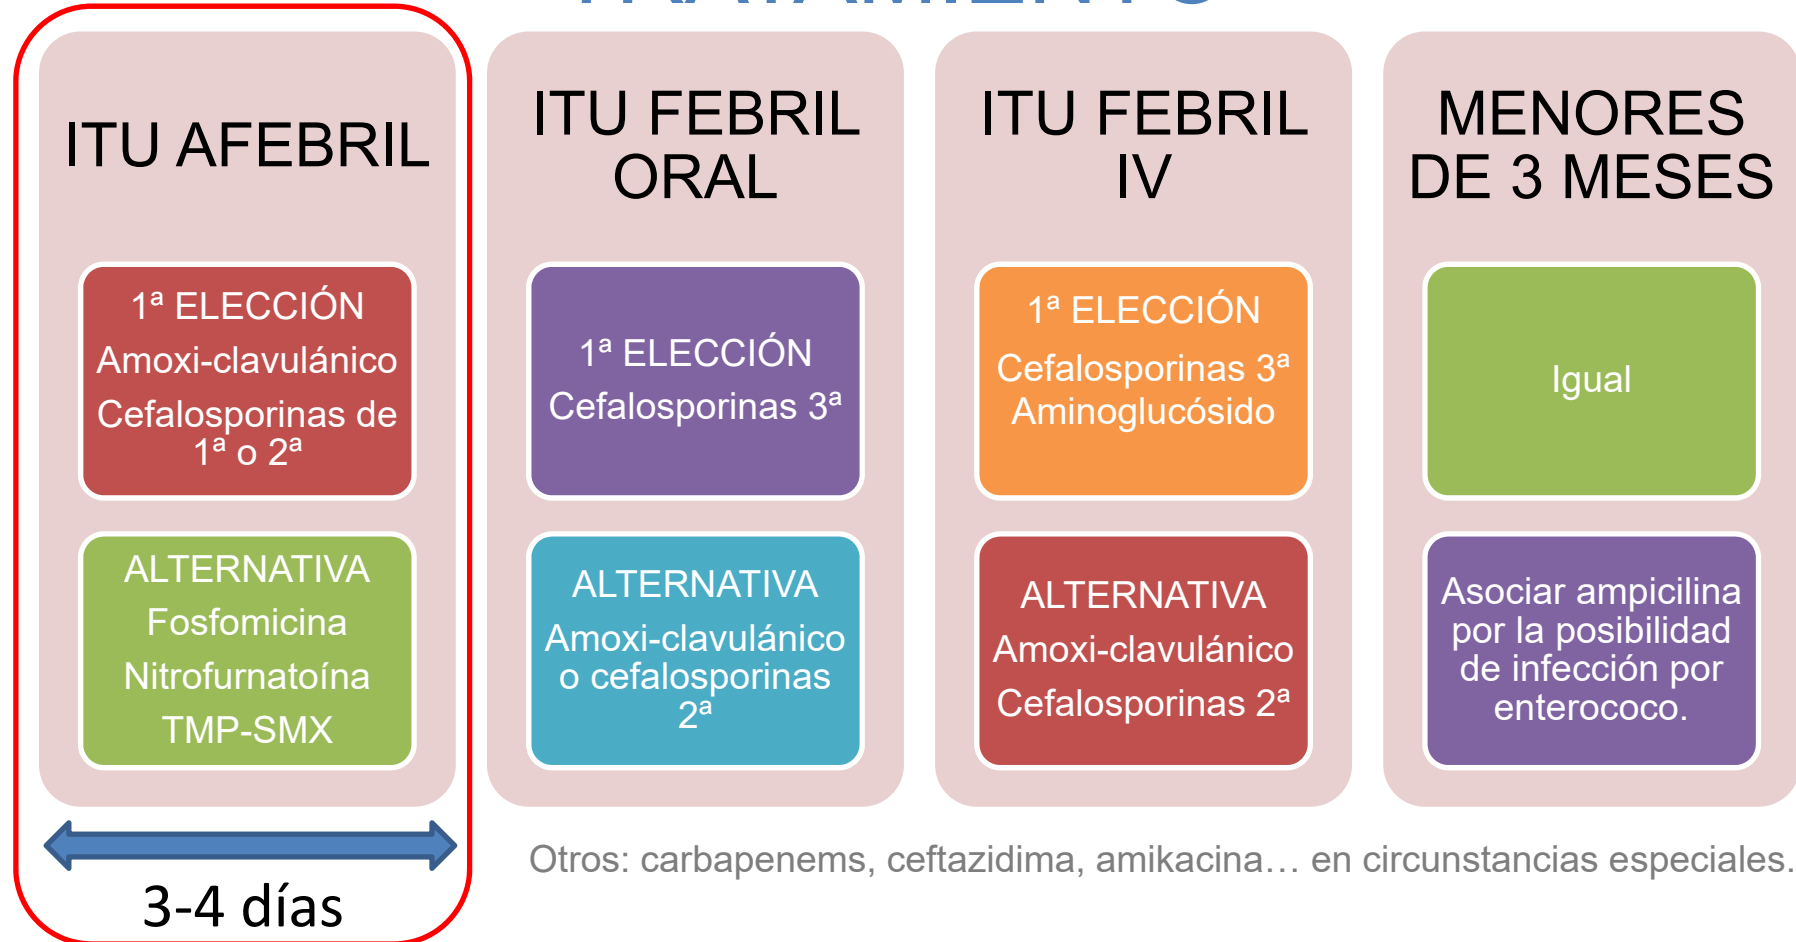 TRATAMIENTO
ITU AFEBRIL
1ª ELECCIÓN
Amoxi-clavulánico
Cefalosporinas de
1ª o 2ª
ALTERNATIVA
Fosfomicina
Nitrofurnatoína
TMP-SMX
3-4 días
ITU FEBRIL
ORAL
1ª ELECCIÓN
Cefalosporinas 3ª
ALTERNATIVA
Amoxi-clavulánico
o cefalosporinas
2ª
ITU FEBRIL
IV
1ª ELECCIÓN
Cefalosporinas 3ª
Aminoglucósido
ALTERNATIVA
Amoxi-clavulánico
Cefalosporinas 2ª
MENORES
DE 3 MESES
Igual
Asociar ampicilina
por la posibilidad
de infección por
enterococo.
Otros: carbapenems, ceftazidima, amikacina… en circunstancias especiales.